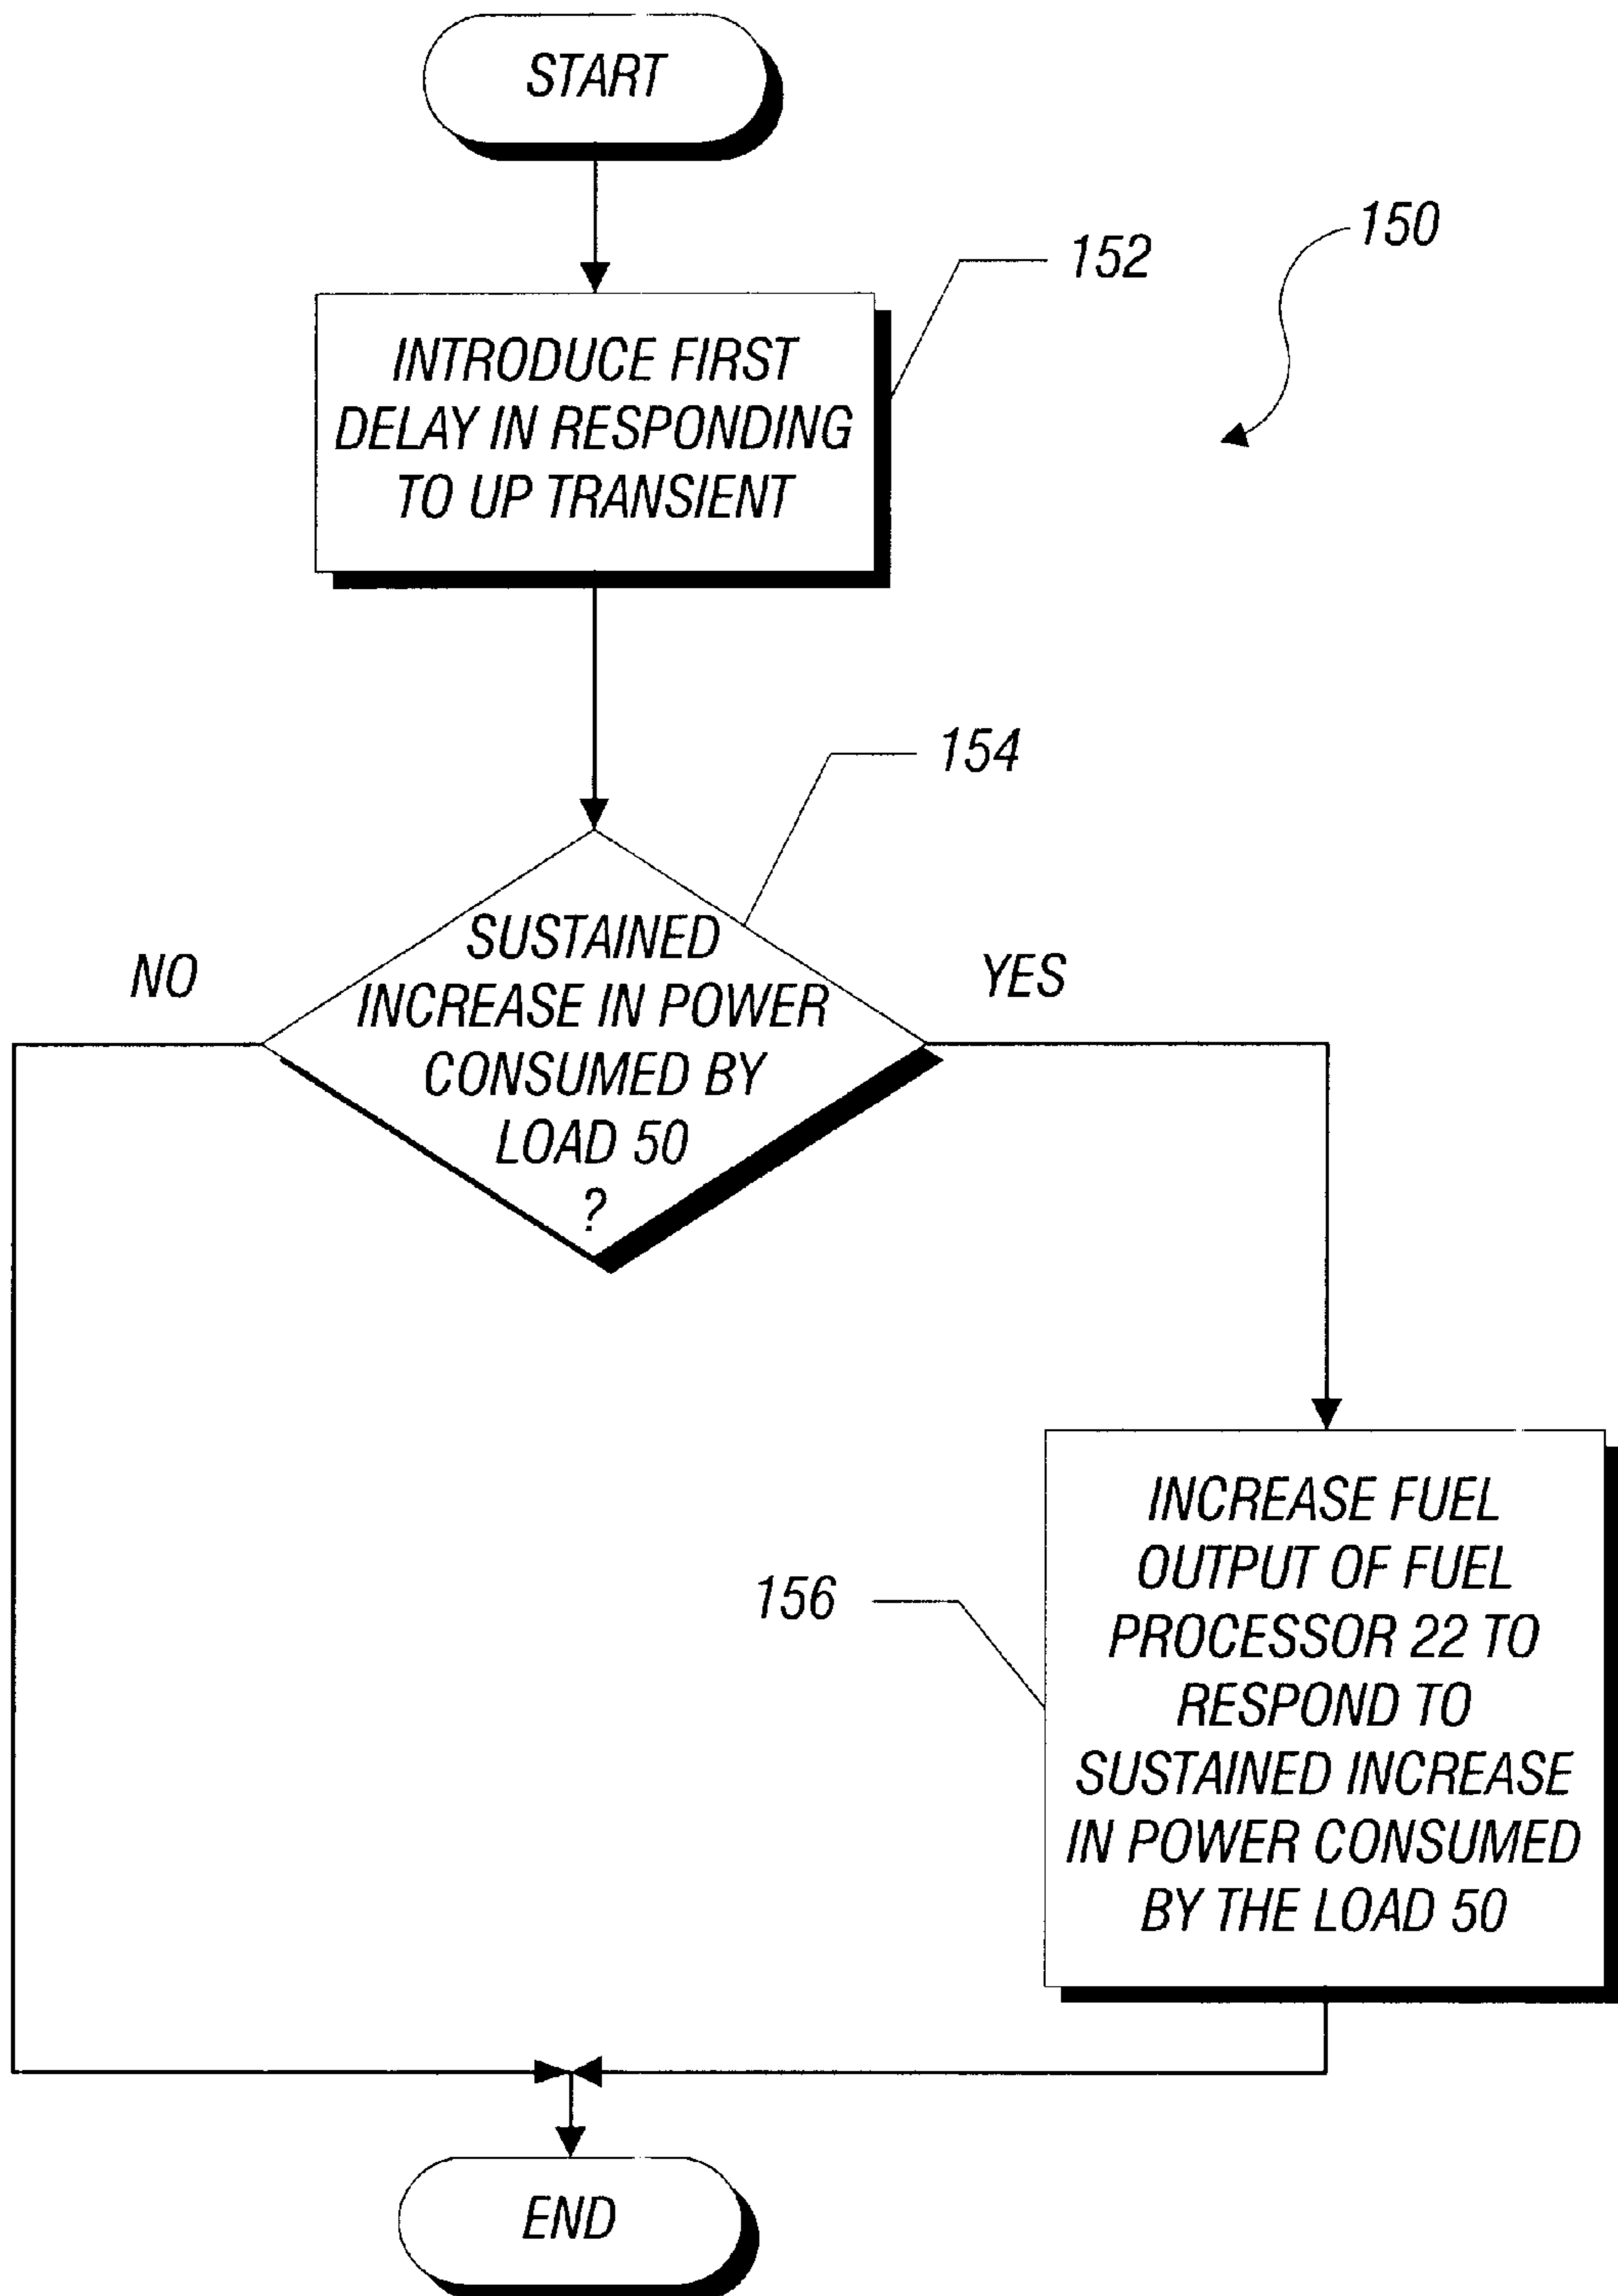 START
150
152
INTRODUCE FIRST
DELAY IN RESPONDING
TO UP TRANSIENT
154
SUSTAINED
INCREASE IN POWER
CONSUMED BY
LOAD 50
?
NO
YES
INCREASE FUEL
OUTPUT OF FUEL
PROCESSOR 22 TO
RESPOND TO
SUSTAINED INCREASE
IN POWER CONSUMED
BY THE LOAD 50
156
END